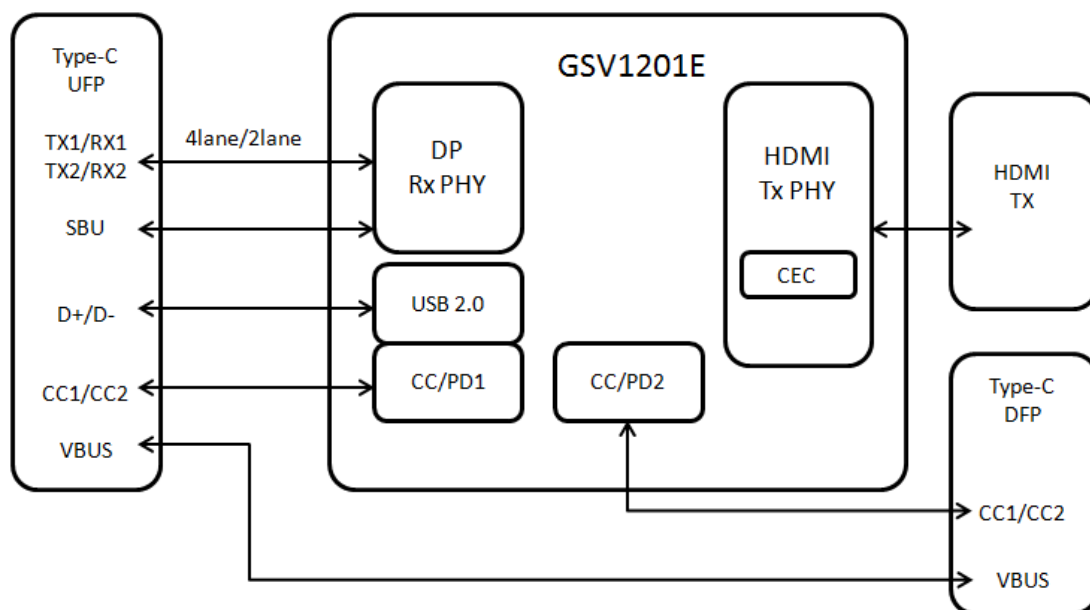 Type-C
UFP
TX1/RX1
TX2/RX2
SBU
D+/D-
CC1/CC2
VBUS
4lane/2lane
GSV1201E
DP
Rx PHY
USB 2.0
CC/PD1
CC/PD2
HDMI
Tx PHY
CEC
HDMI
TX
Type-C
DFP
CC1/CC2
VBUS